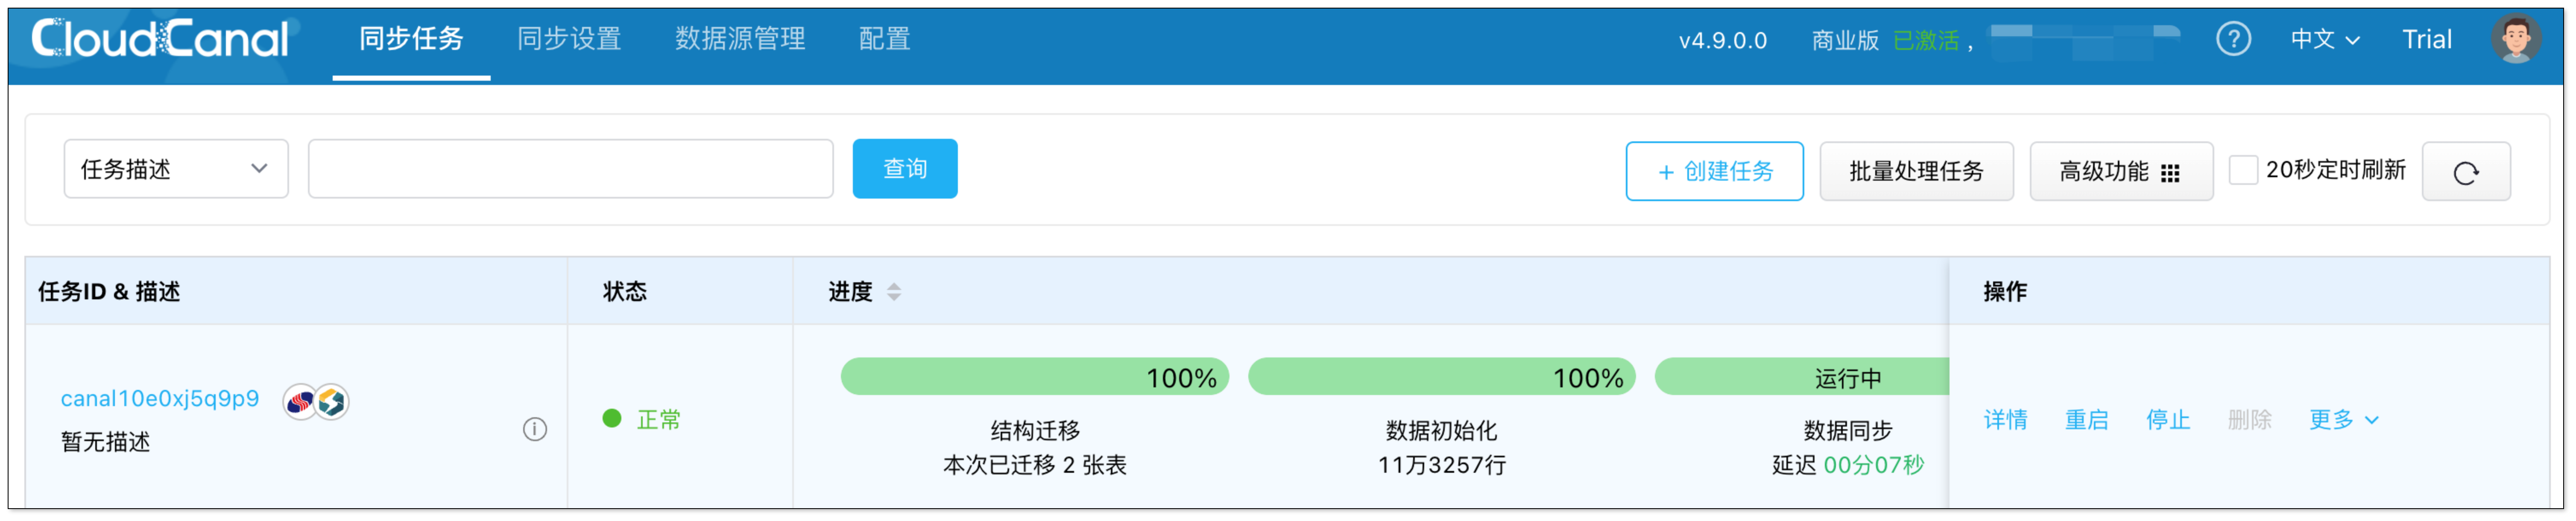 CloudCanal 同步任务 同步设置 数据源管理 配置 v4.9.0.0 商业版 已激活 , ? 中文 Trial
任务描述 查询 + 创建任务 批量处理任务 高级功能 20秒定时刷新
任务ID & 描述 状态 进度 操作
100% 100% 运行中
canal10e0xj5q9p9 正常 详情 重启 停止 删除 更多
暂无描述 结构迁移 数据初始化 数据同步
本次已迁移 2 张表 11万3257行 延迟 00分07秒